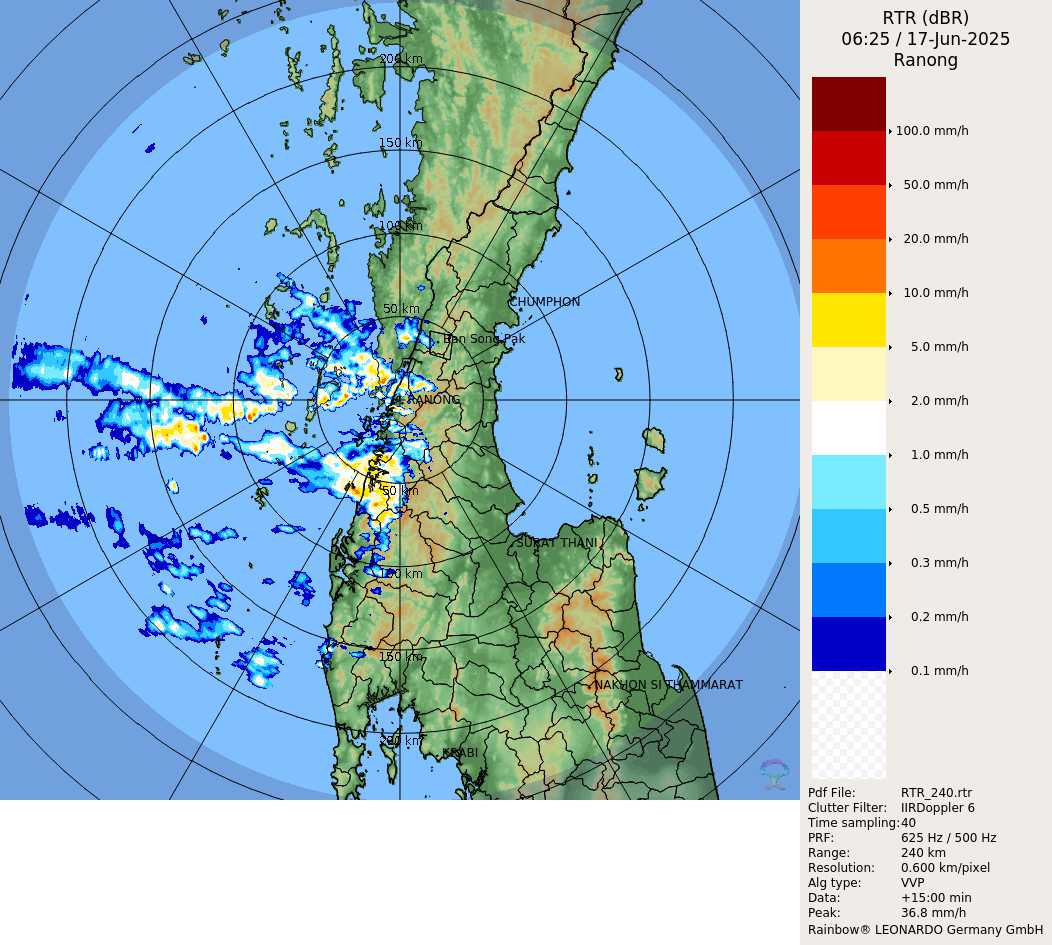 RTR (dBR)
06:25 / 17-Jun-2025
Ranong
200 km
150 km
100 km
50 km
CHUMPHON
Ban Song Pak
RANONG
50 km
SURAT THANI
100 km
150 km
NAKHON SI THAMMARAT
200 km
KRABI
100.0 mm/h
50.0 mm/h
20.0 mm/h
10.0 mm/h
5.0 mm/h
2.0 mm/h
1.0 mm/h
0.5 mm/h
0.3 mm/h
0.2 mm/h
0.1 mm/h
Pdf File: RTR_240.rtr
Clutter Filter: IIRDoppler 6
Time sampling: 40
PRF: 625 Hz / 500 Hz
Range: 240 km
Resolution: 0.600 km/pixel
Alg type: VVP
Data: +15:00 min
Peak: 36.8 mm/h
Rainbow® LEONARDO Germany GmbH